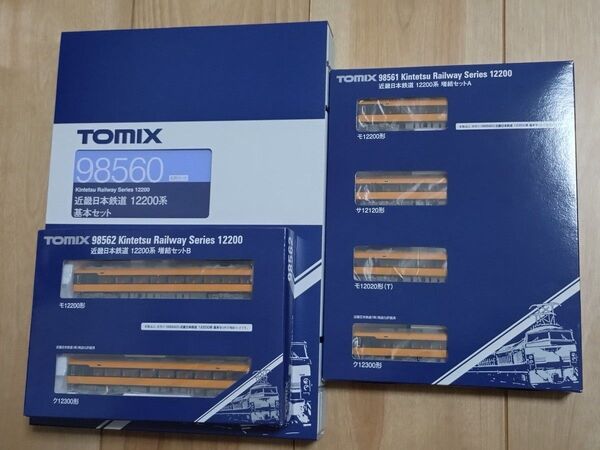 TOMIX
98560
Kintetsu Railway Series 12200
近畿日本鉄道 12200系
基本セット
TOMIX 98561 Kintetsu Railway Series 12200
近畿日本鉄道 12200系 増結セットA
モ12200形
サ12120形
モ12020形(T)
ク12300形
TOMIX 98562 Kintetsu Railway Series 12200
近畿日本鉄道 12200系 増結セットB
モ12200形
ク12300形
98562